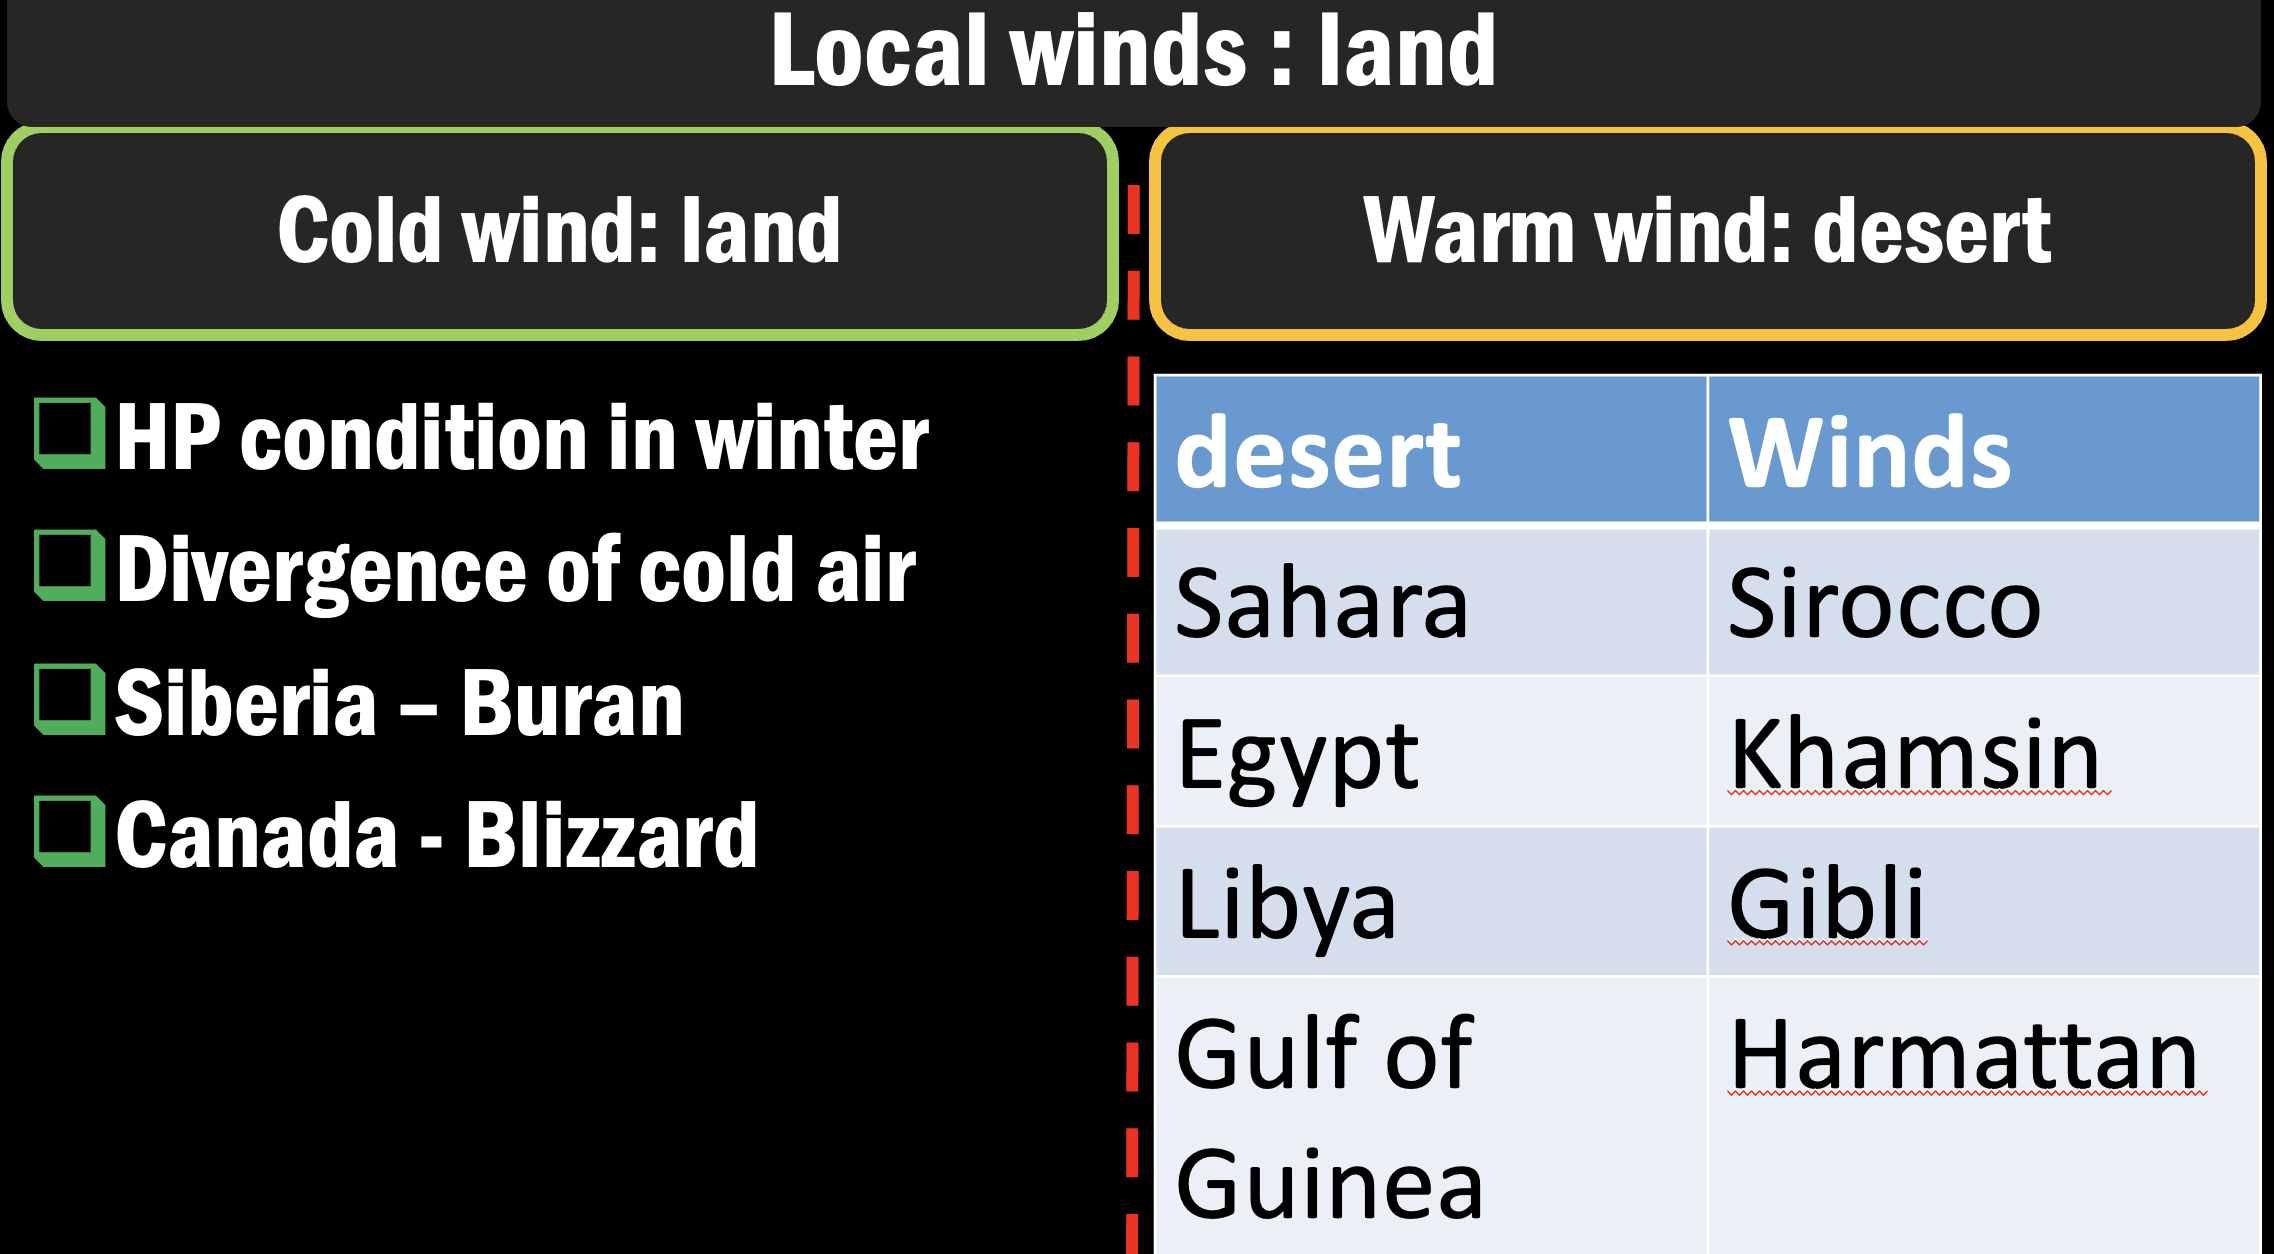 Local winds : land
Cold wind: land
HP condition in winter
Divergence of cold air
Siberia – Buran
Canada - Blizzard
Warm wind: desert
desert Winds
Sahara Sirocco
Egypt Khamsin
Libya Gibli
Gulf of Harmattan
Guinea